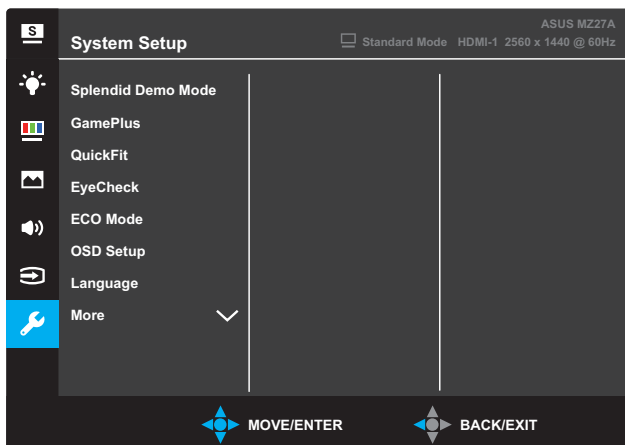 S
ASUS MZ27A
System Setup
Standard Mode HDMI-1 2560 x 1440 @ 60Hz
Splendid Demo Mode
GamePlus
QuickFit
EyeCheck
ECO Mode
OSD Setup
Language
More
MOVE/ENTER
BACK/EXIT